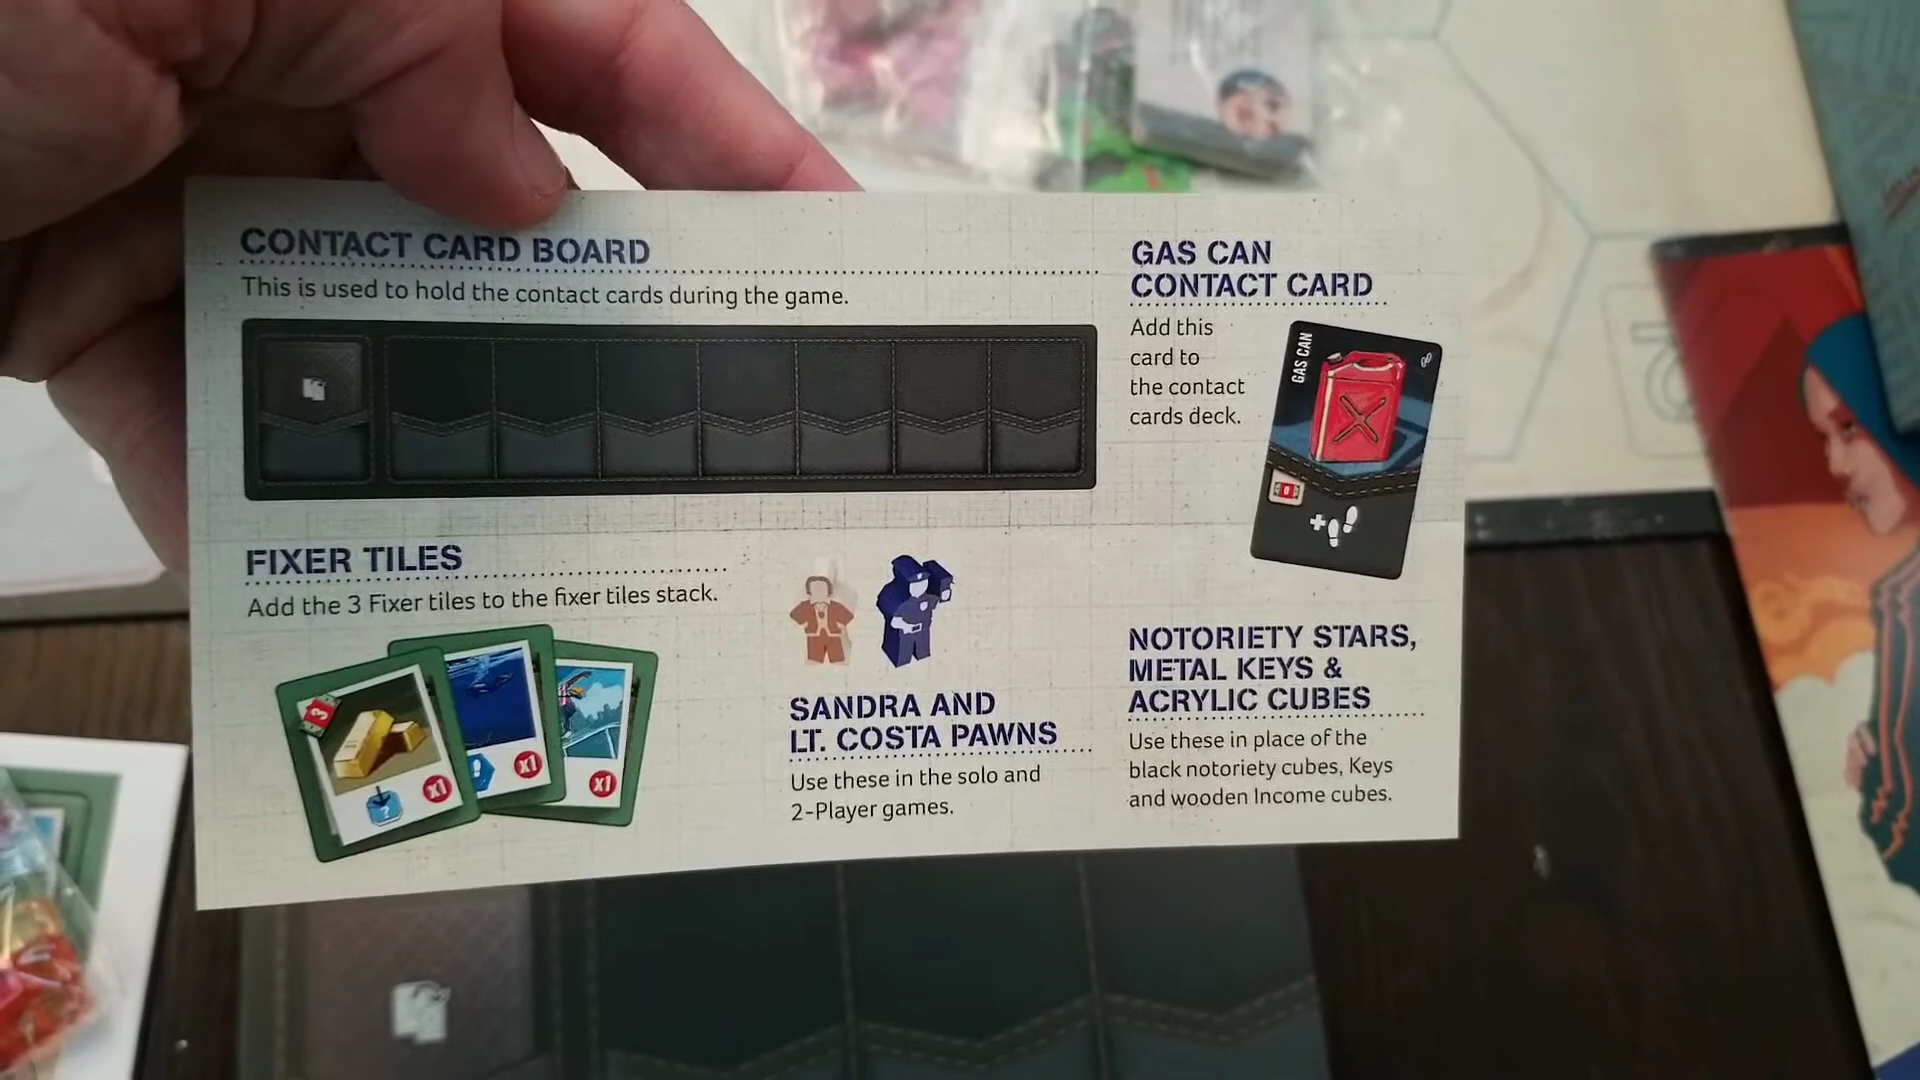 CONTACT CARD BOARD
This is used to hold the contact cards during the game.
GAS CAN
CONTACT CARD
Add this
card to
the contact
cards deck.
GAS CAN
0
+
FIXER TILES
Add the 3 Fixer tiles to the fixer tiles stack.
3
?
x1
x1
x1
SANDRA AND
LT. COSTA PAWNS
Use these in the solo and
2-Player games.
NOTORIETY STARS,
METAL KEYS &
ACRYLIC CUBES
Use these in place of the
black notoriety cubes, Keys
and wooden Income cubes.